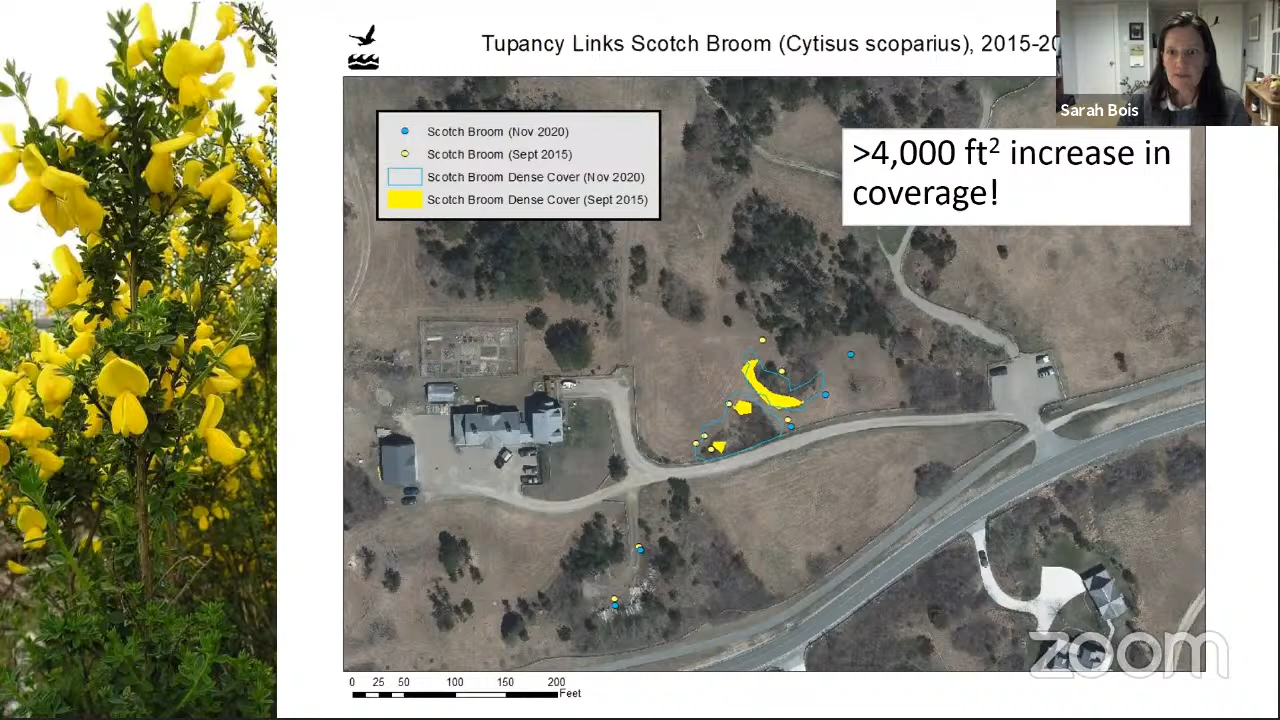 Tupancy Links Scotch Broom (Cytisus scoparius), 2015-20
Sarah Bois
Scotch Broom (Nov 2020)
Scotch Broom (Sept 2015)
Scotch Broom Dense Cover (Nov 2020)
Scotch Broom Dense Cover (Sept 2015)
>4,000 ft² increase in
coverage!
zoom
0 25 50 100 150 200
Feet